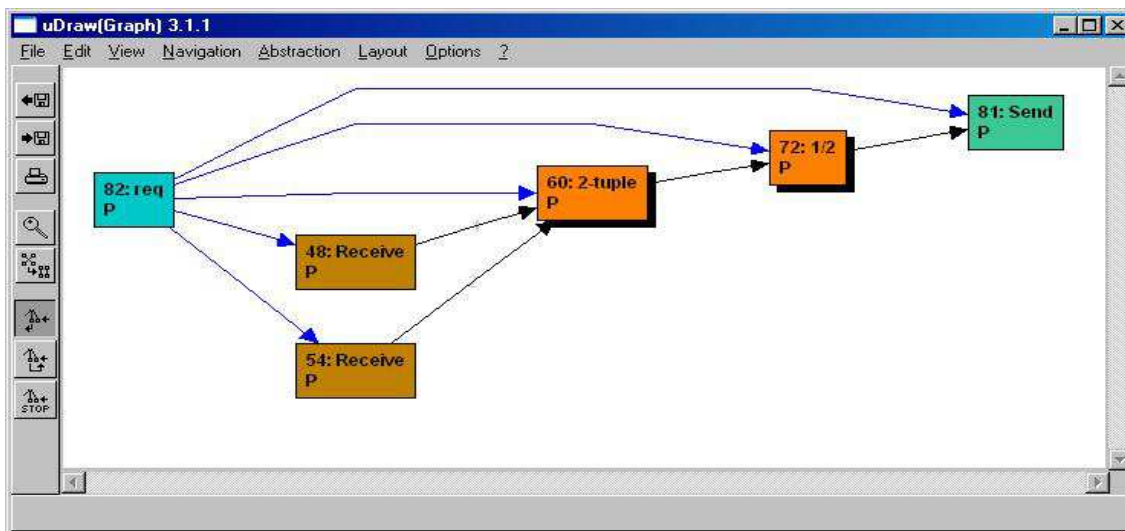 uDraw(Graph) 3.1.1
File Edit View Navigation Abstraction Layout Options ?
81: Send
P
72: 1/2
P
82: req
P
60: 2-tuple
P
48: Receive
P
54: Receive
P
STOP